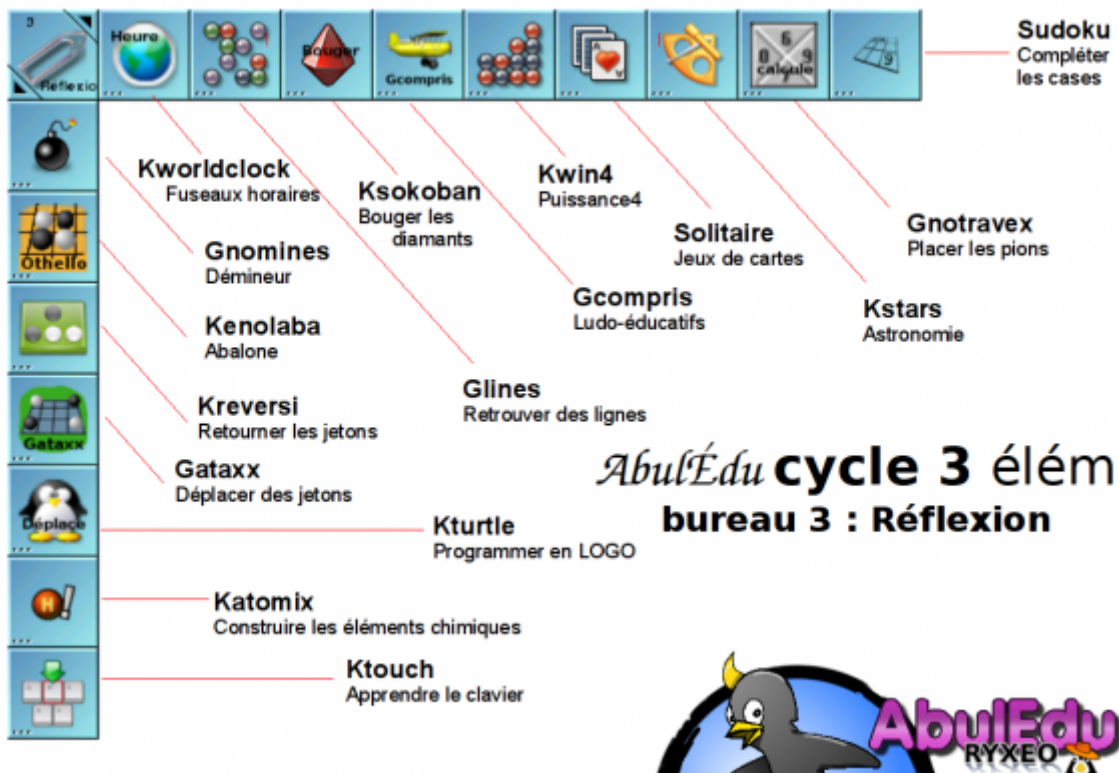 3
Reflexio
Heure
Bouger
Gcompris
6
8 9
calcule
9
Sudoku
Compléter
les cases
Othello
Gataxx
Déplace
Kworldclock
Fuseaux horaires
Ksokoban
Bouger les
diamants
Kwin4
Puissance4
Solitaire
Jeux de cartes
Gnotravex
Placer les pions
Gnomines
Démineur
Gcompris
Ludo-éducatifs
Kstars
Astronomie
Kenolaba
Abalone
Glines
Retrouver des lignes
Kreversi
Retourner les jetons
Gataxx
Déplacer des jetons
AbulÉdu cycle 3 élém
bureau 3 : Réflexion
Kturtle
Programmer en LOGO
Katomix
Construire les éléments chimiques
Ktouch
Apprendre le clavier
AbulEdu
RYXEO